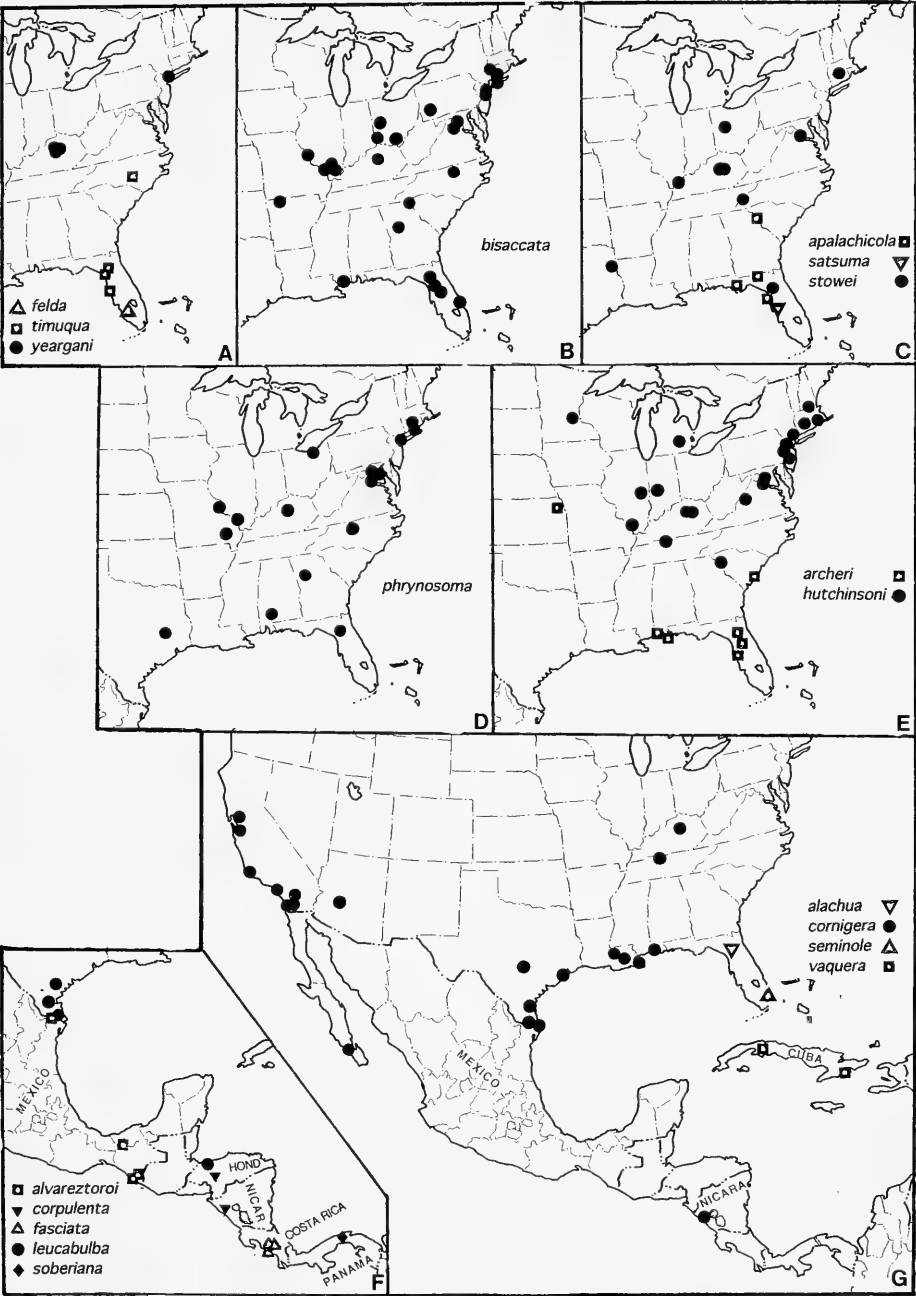 felda
timuqua
yeargani
A
bisaccata
B
apalachicola
satsuma
stowei
C
phrynosoma
D
archeri
hutchinsoni
E
MEXICO
HOND
NICAR
COSTA RICA
PANAMA
alvareztoroi
corpulenta
fasciata
leucabulba
soberiana
F
alachua
cornigera
seminole
vaquera
MEXICO
CUBA
NICARA
G